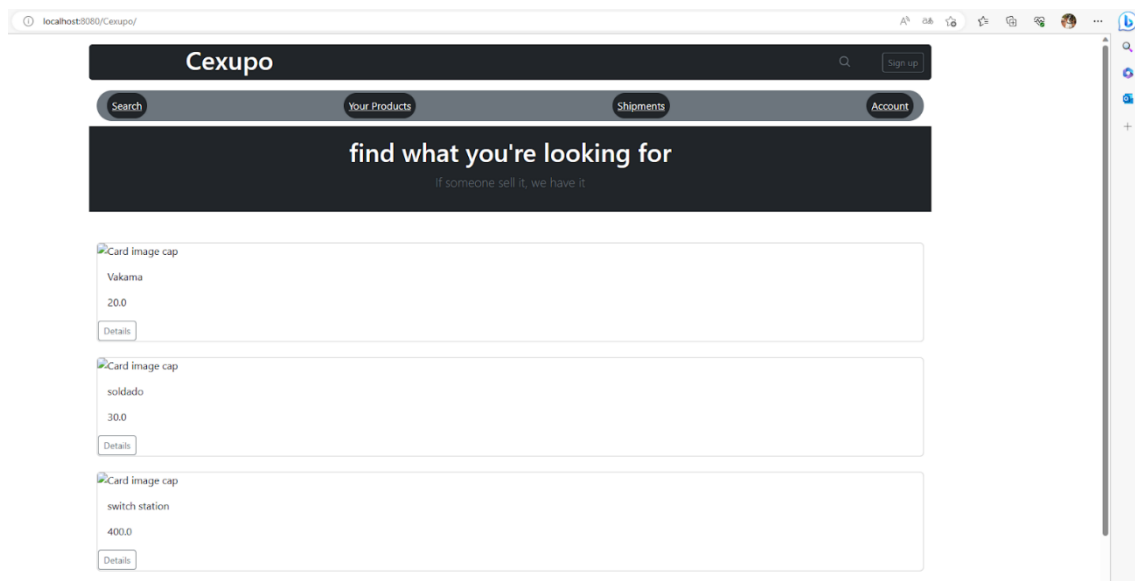 localhost:8080/Cexupo/
Cexupo Sign up
Search Your Products Shipments Account
find what you're looking for
If someone sell it, we have it
Card image cap
Vakama
20.0
Details
Card image cap
soldado
30.0
Details
Card image cap
switch station
400.0
Details